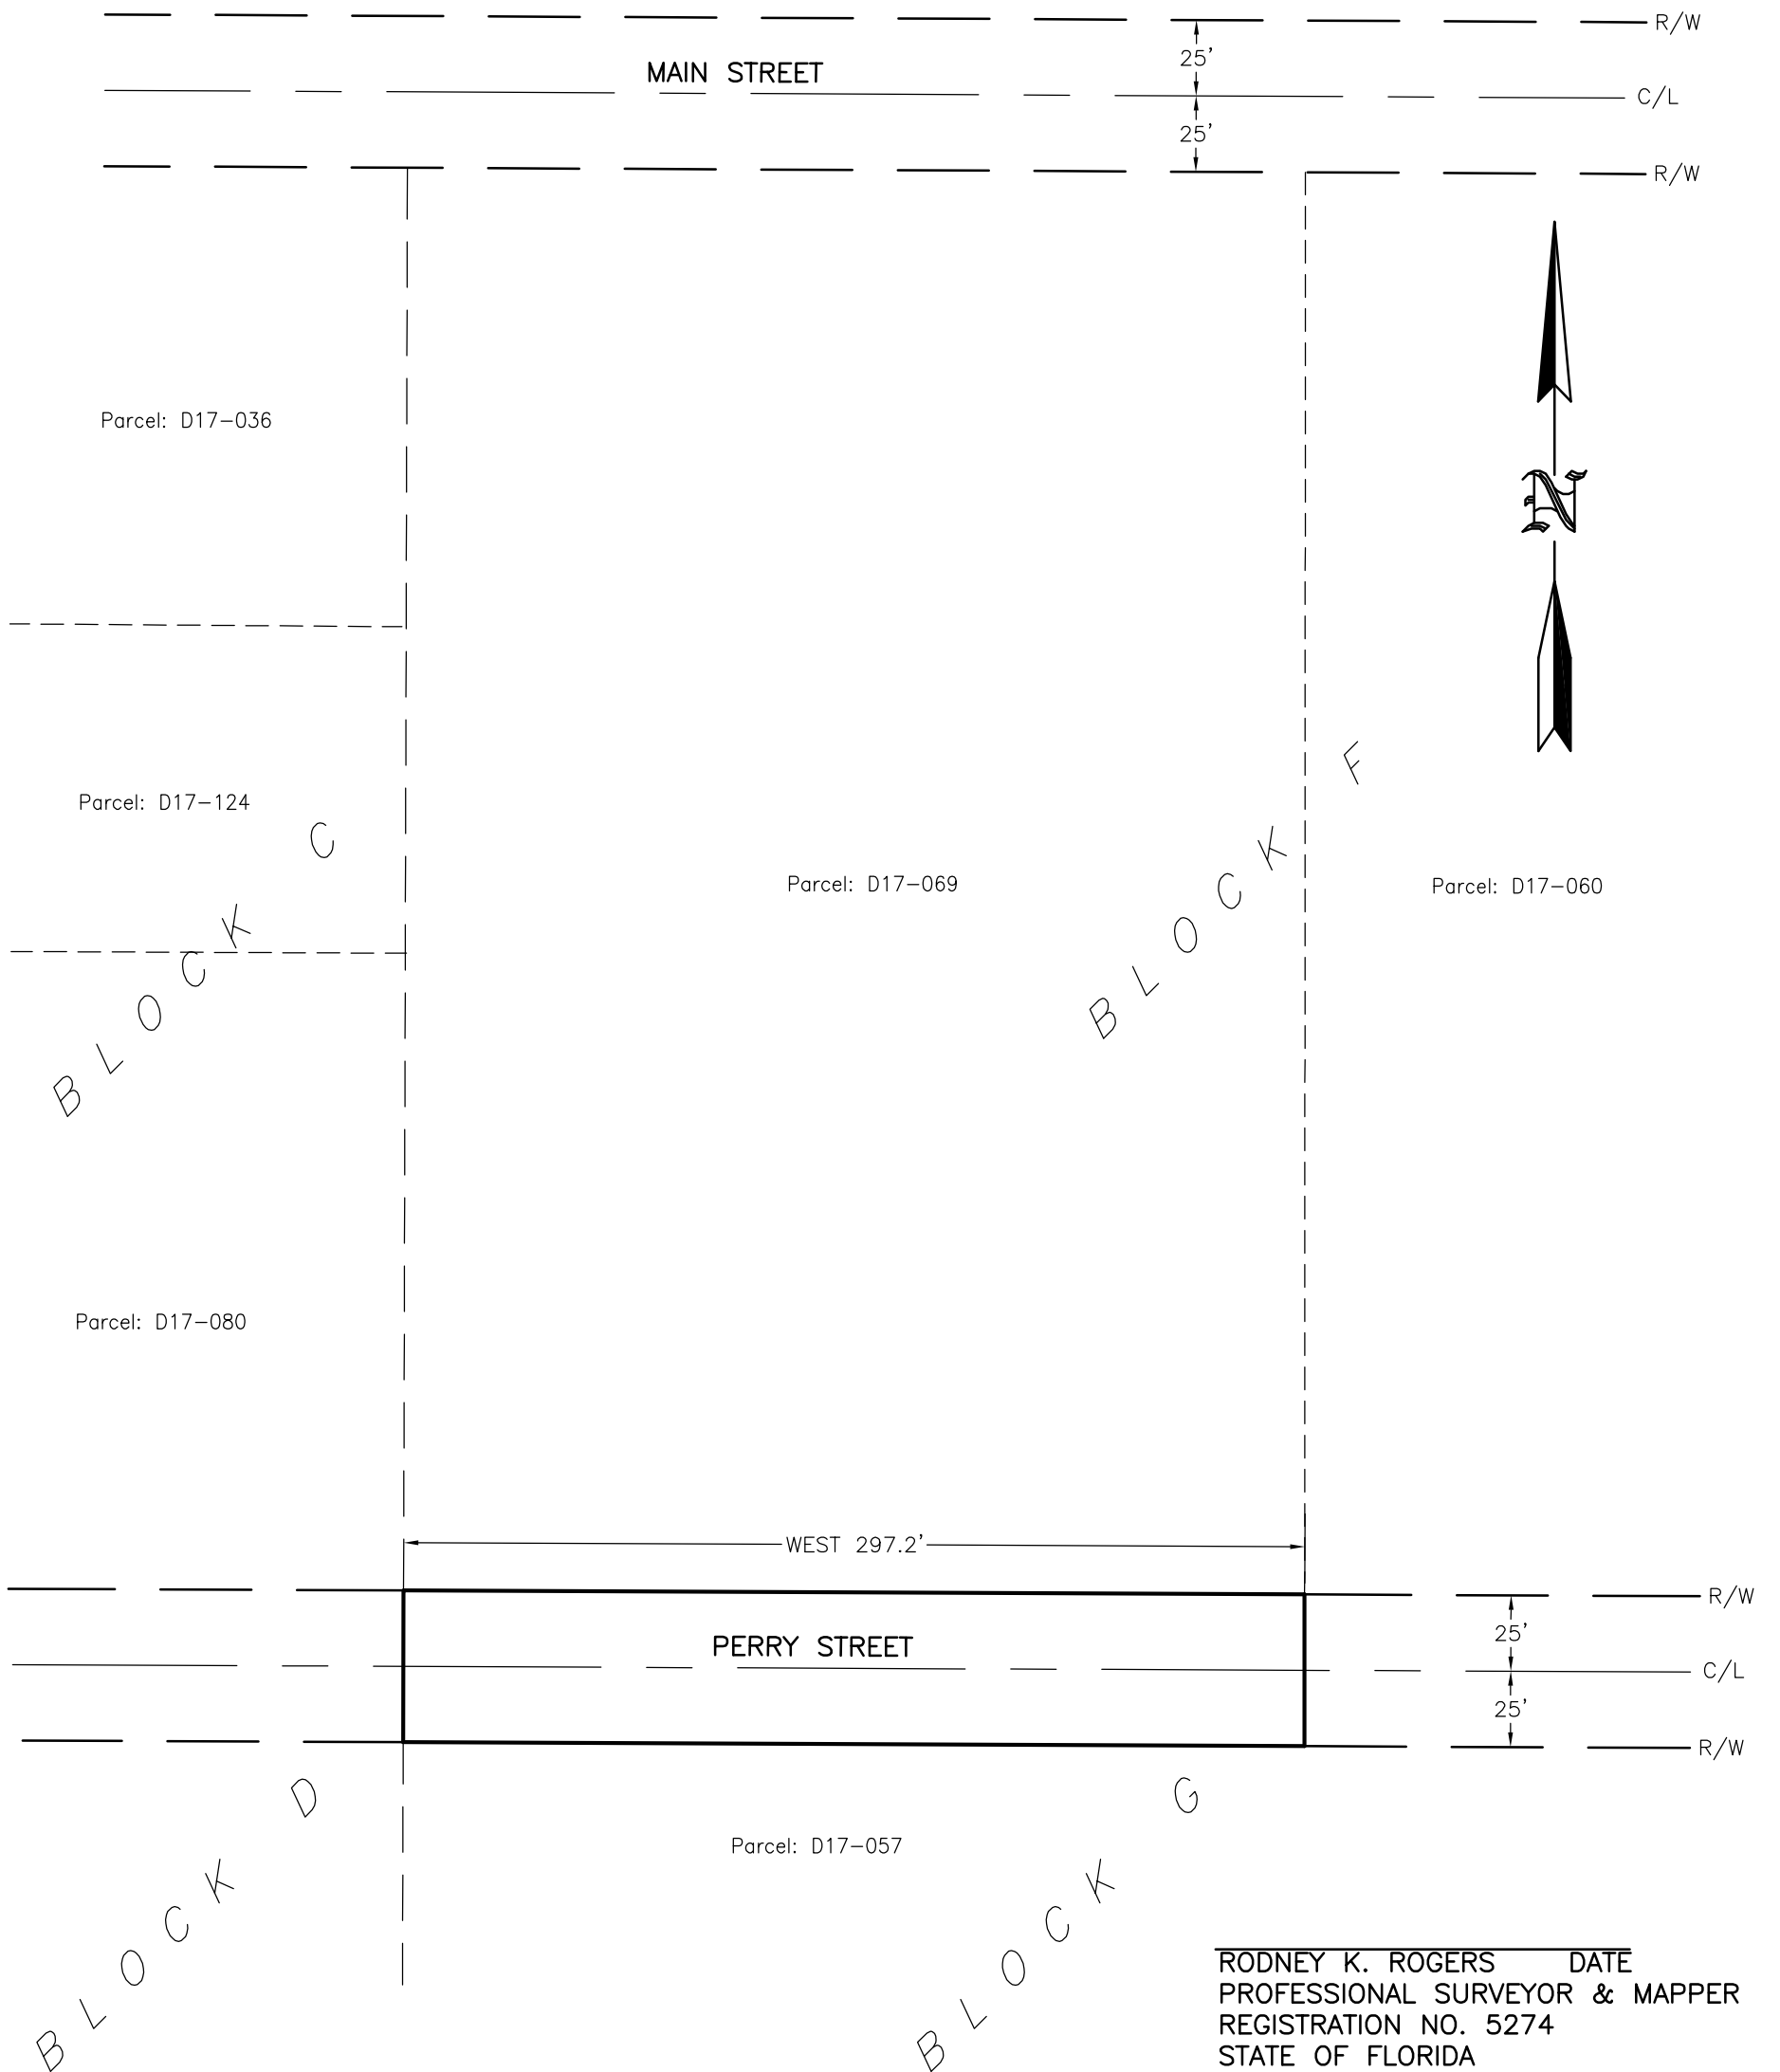 R/W
25'
MAIN STREET
C/L
25'
R/W
Parcel: D17-036
N
Parcel: D17-124
BLOCK C
Parcel: D17-069
BLOCK F
Parcel: D17-060
Parcel: D17-080
WEST 297.2'
R/W
25'
PERRY STREET
C/L
25'
R/W
BLOCK D
Parcel: D17-057
BLOCK G
RODNEY K. ROGERS DATE
PROFESSIONAL SURVEYOR & MAPPER
REGISTRATION NO. 5274
STATE OF FLORIDA